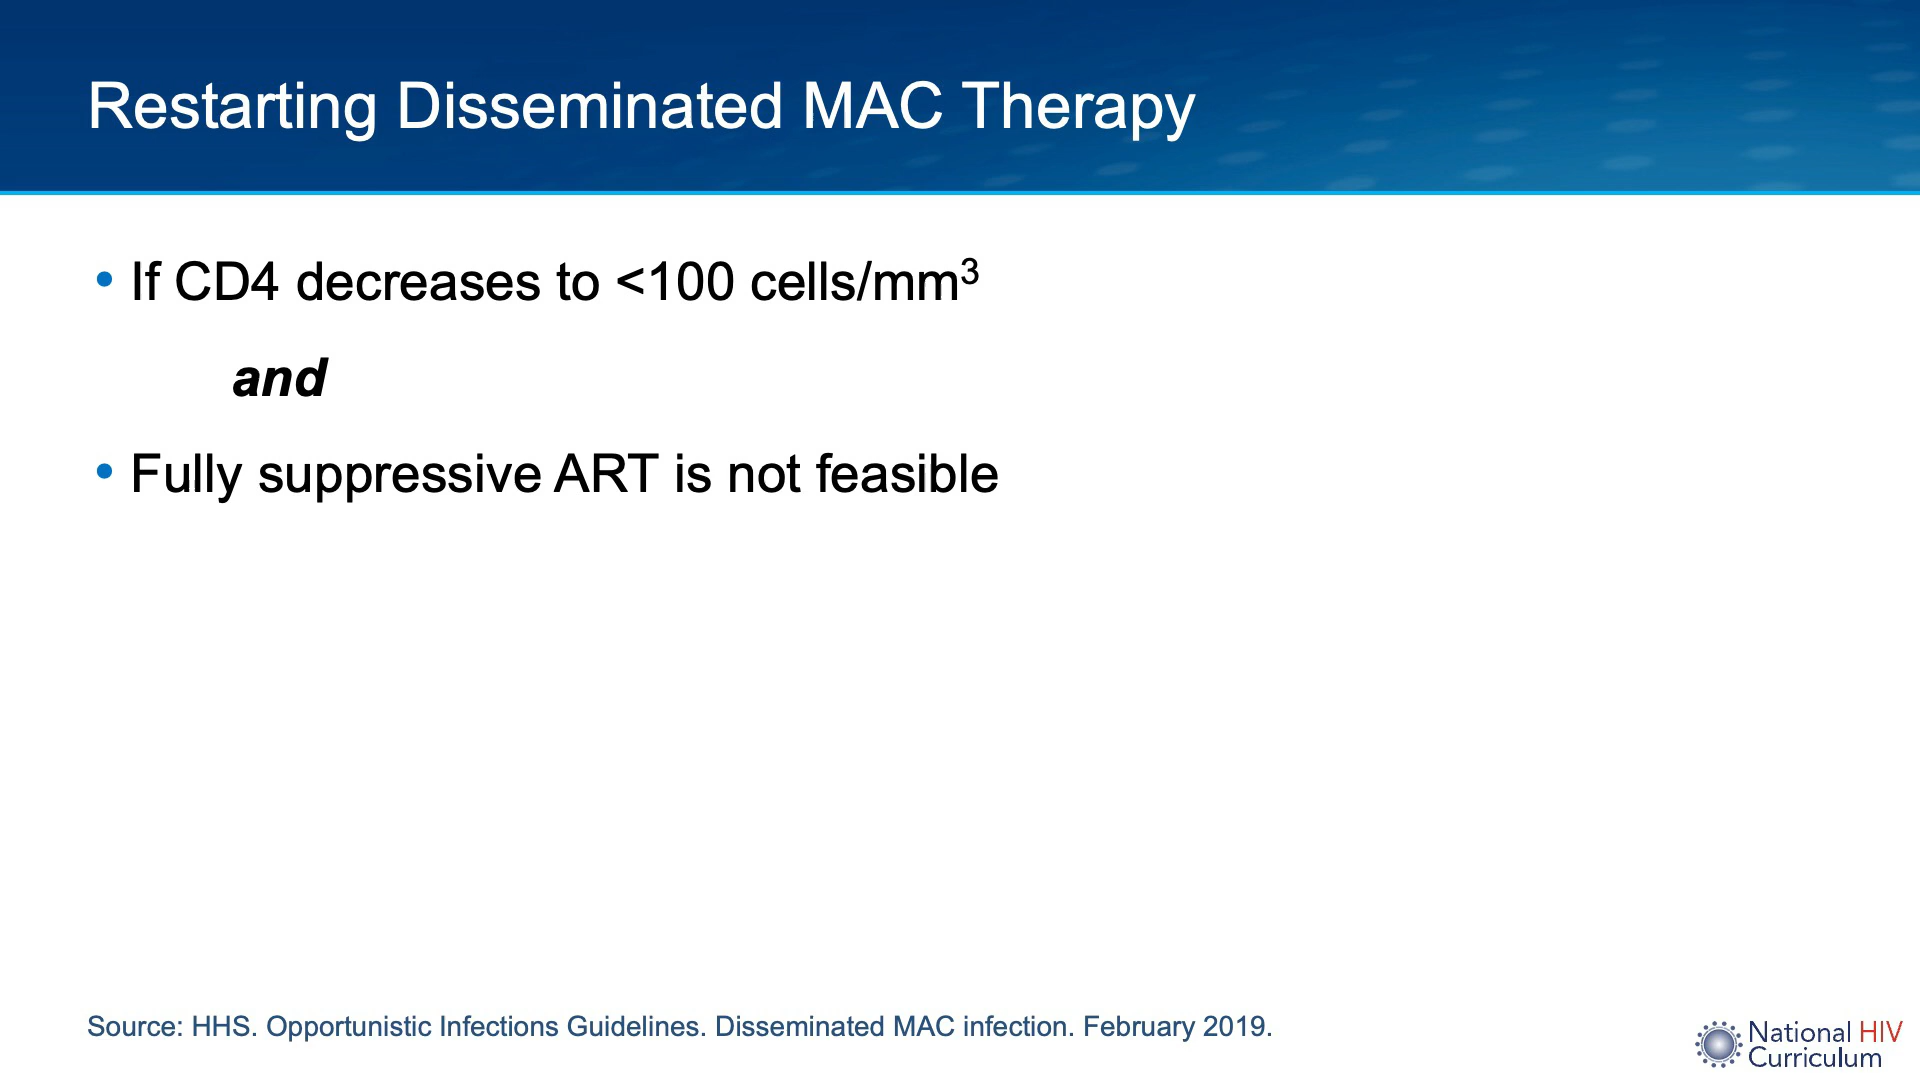 Restarting Disseminated MAC Therapy
• If CD4 decreases to <100 cells/mm³
and
• Fully suppressive ART is not feasible
Source: HHS. Opportunistic Infections Guidelines. Disseminated MAC infection. February 2019.
National HIV
Curriculum